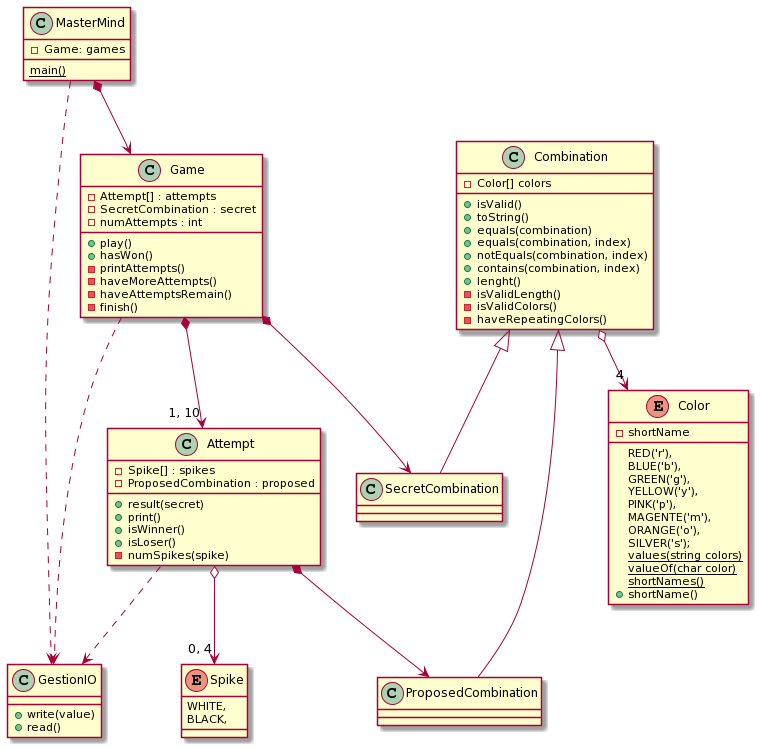 C MasterMind
Game: games
main()
C Game
Attempt[] : attempts
SecretCombination : secret
numAttempts : int
play()
hasWon()
printAttempts()
haveMoreAttempts()
haveAttemptsRemain()
finish()
C Combination
Color[] colors
isValid()
toString()
equals(combination)
equals(combination, index)
notEquals(combination, index)
contains(combination, index)
lenght()
isValidLength()
isValidColors()
haveRepeatingColors()
1, 10
4
C Attempt
Spike[] : spikes
ProposedCombination : proposed
result(secret)
print()
isWinner()
isLoser()
numSpikes(spike)
C SecretCombination
E Color
shortName
RED('r'),
BLUE('b'),
GREEN('g'),
YELLOW('y'),
PINK('p'),
MAGENTE('m'),
ORANGE('o'),
SILVER('s');
values(string colors)
valueOf(char color)
shortNames()
shortName()
0, 4
C GestionIO
write(value)
read()
E Spike
WHITE,
BLACK,
C ProposedCombination